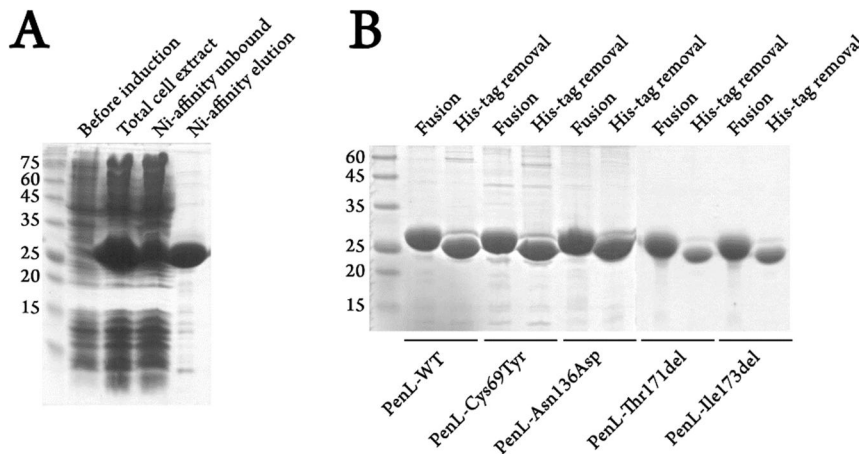 A
Before induction
Total cell extract
Ni-affinity unbound
Ni-affinity elution
75
60
45
35
25
20
15
B
Fusion
His-tag removal
Fusion
His-tag removal
Fusion
His-tag removal
Fusion
His-tag removal
Fusion
His-tag removal
60
45
35
25
20
15
PenL-WT
PenL-Cys69Tyr
PenL-Asn136Asp
PenL-Thr171del
PenL-Ile173del